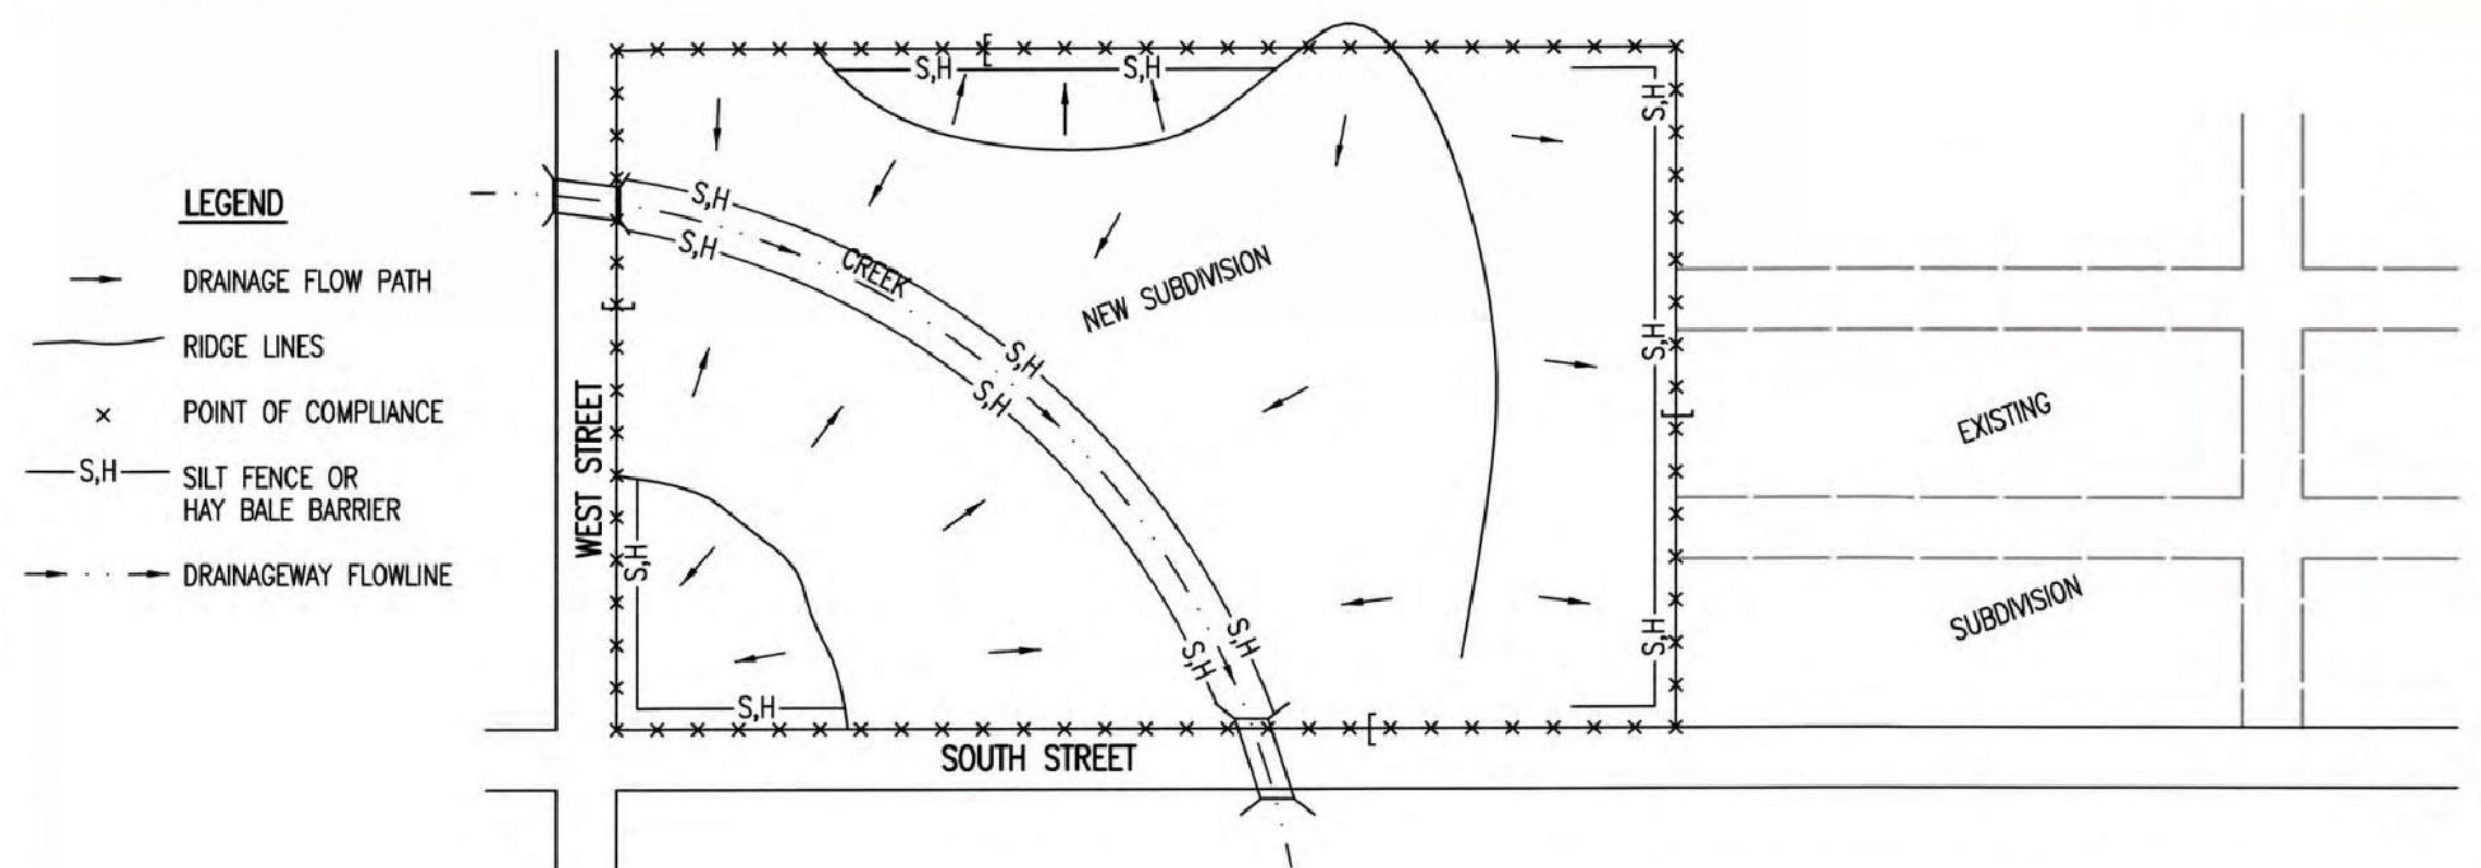 LEGEND
DRAINAGE FLOW PATH
RIDGE LINES
× POINT OF COMPLIANCE
S,H SILT FENCE OR
HAY BALE BARRIER
DRAINAGEWAY FLOWLINE
S,H
S,H
S,H
S,H
S,H
CREEK
NEW SUBDIVISION
S,H
S,H
S,H
WEST STREET
EXISTING
S,H
S,H
S,H
S,H
S,H
SUBDIVISION
S,H
SOUTH STREET